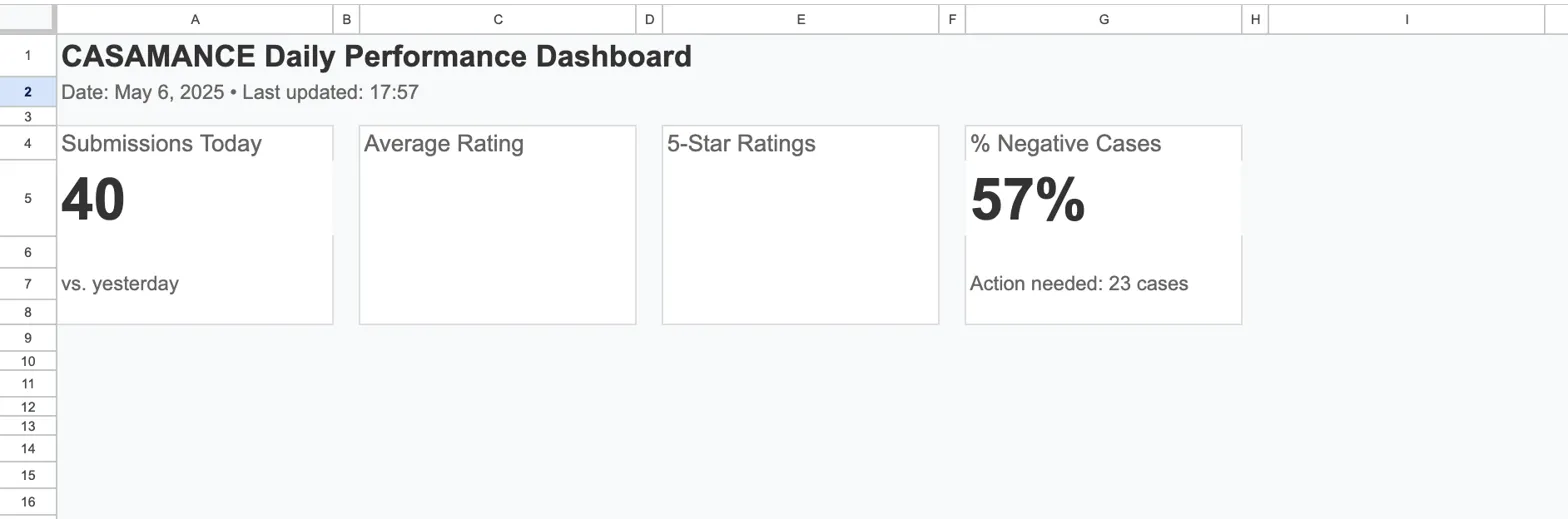 A B C D E F G H I
1 CASAMANCE Daily Performance Dashboard
2 Date: May 6, 2025 • Last updated: 17:57
3
4 Submissions Today Average Rating 5-Star Ratings % Negative Cases
5 40 57%
6
7 vs. yesterday Action needed: 23 cases
8
9
10
11
12
13
14
15
16